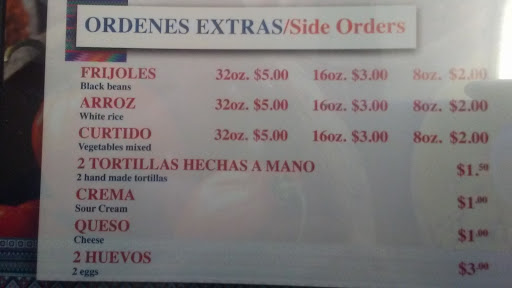 ORDENES EXTRAS/Side Orders
FRIJOLES 32oz. $5.00 16oz. $3.00 8oz. $2.00
Black beans
ARROZ 32oz. $5.00 16oz. $3.00 8oz. $2.00
White rice
CURTIDO 32oz. $5.00 16oz. $3.00 8oz. $2.00
Vegetables mixed
2 TORTILLAS HECHAS A MANO $1.50
2 hand made tortillas
CREMA $1.00
Sour Cream
QUESO $1.00
Cheese
2 HUEVOS $3.00
2 eggs